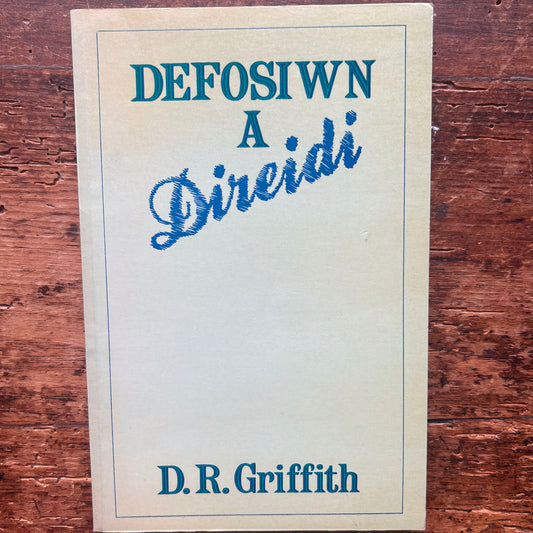 DEFOSIWN
A
Direidi
D. R. Griffith